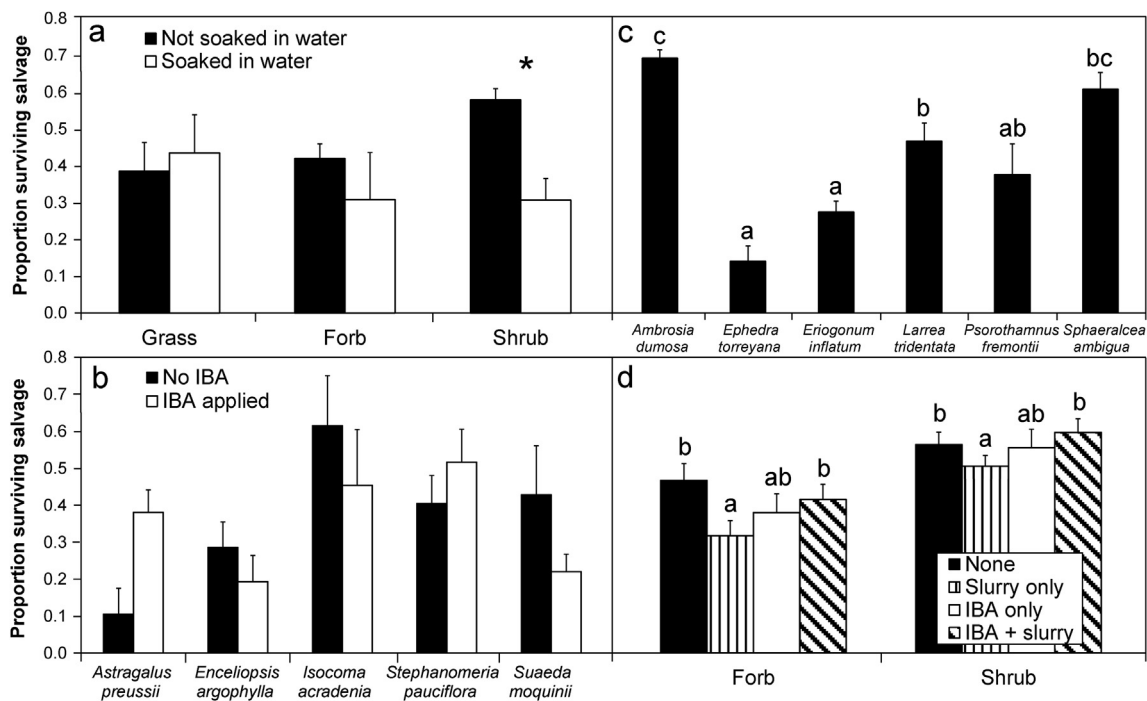 Proportion surviving salvage
0.8
0.7
0.6
0.5
0.4
0.3
0.2
0.1
0.0
a
Not soaked in water
Soaked in water
*
Grass
Forb
Shrub
c
c
a
a
b
ab
bc
Ambrosia
dumosa
Ephedra
torreyana
Eriogonum
inflatum
Larrea
tridentata
Psorothamnus
fremontii
Sphaeralcea
ambigua
Proportion surviving salvage
0.8
0.7
0.6
0.5
0.4
0.3
0.2
0.1
0.0
b
No IBA
IBA applied
Astragalus
preussii
Enceliopsis
argophylla
Isocoma
acradenia
Stephanomeria
pauciflora
Suaeda
moquinii
d
b
a
ab
b
b
a
ab
b
None
Slurry only
IBA only
IBA + slurry
Forb
Shrub